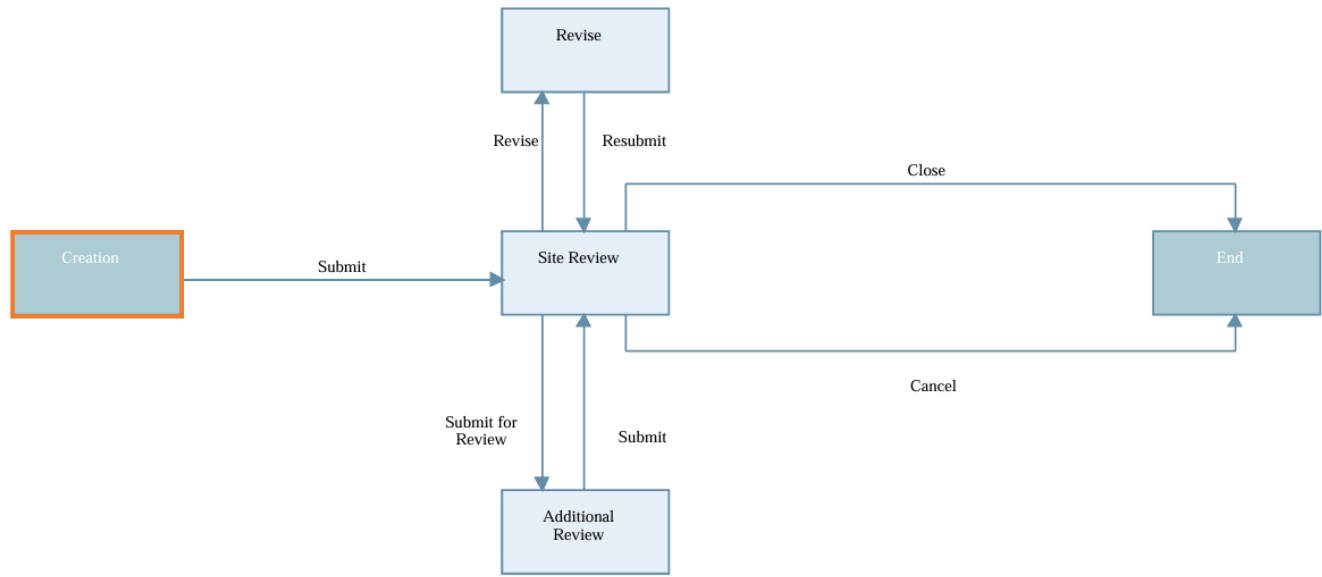 Revise
Revise
Resubmit
Close
Creation
Submit
Site Review
End
Cancel
Submit for
Review
Submit
Additional
Review